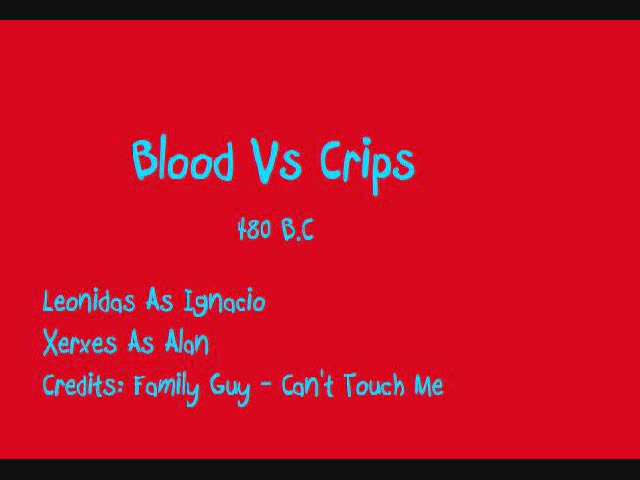 Blood Vs Crips
480 B.C
Leonidas As Ignacio
Xerxes As Alan
Credits: Family Guy - Can't Touch Me